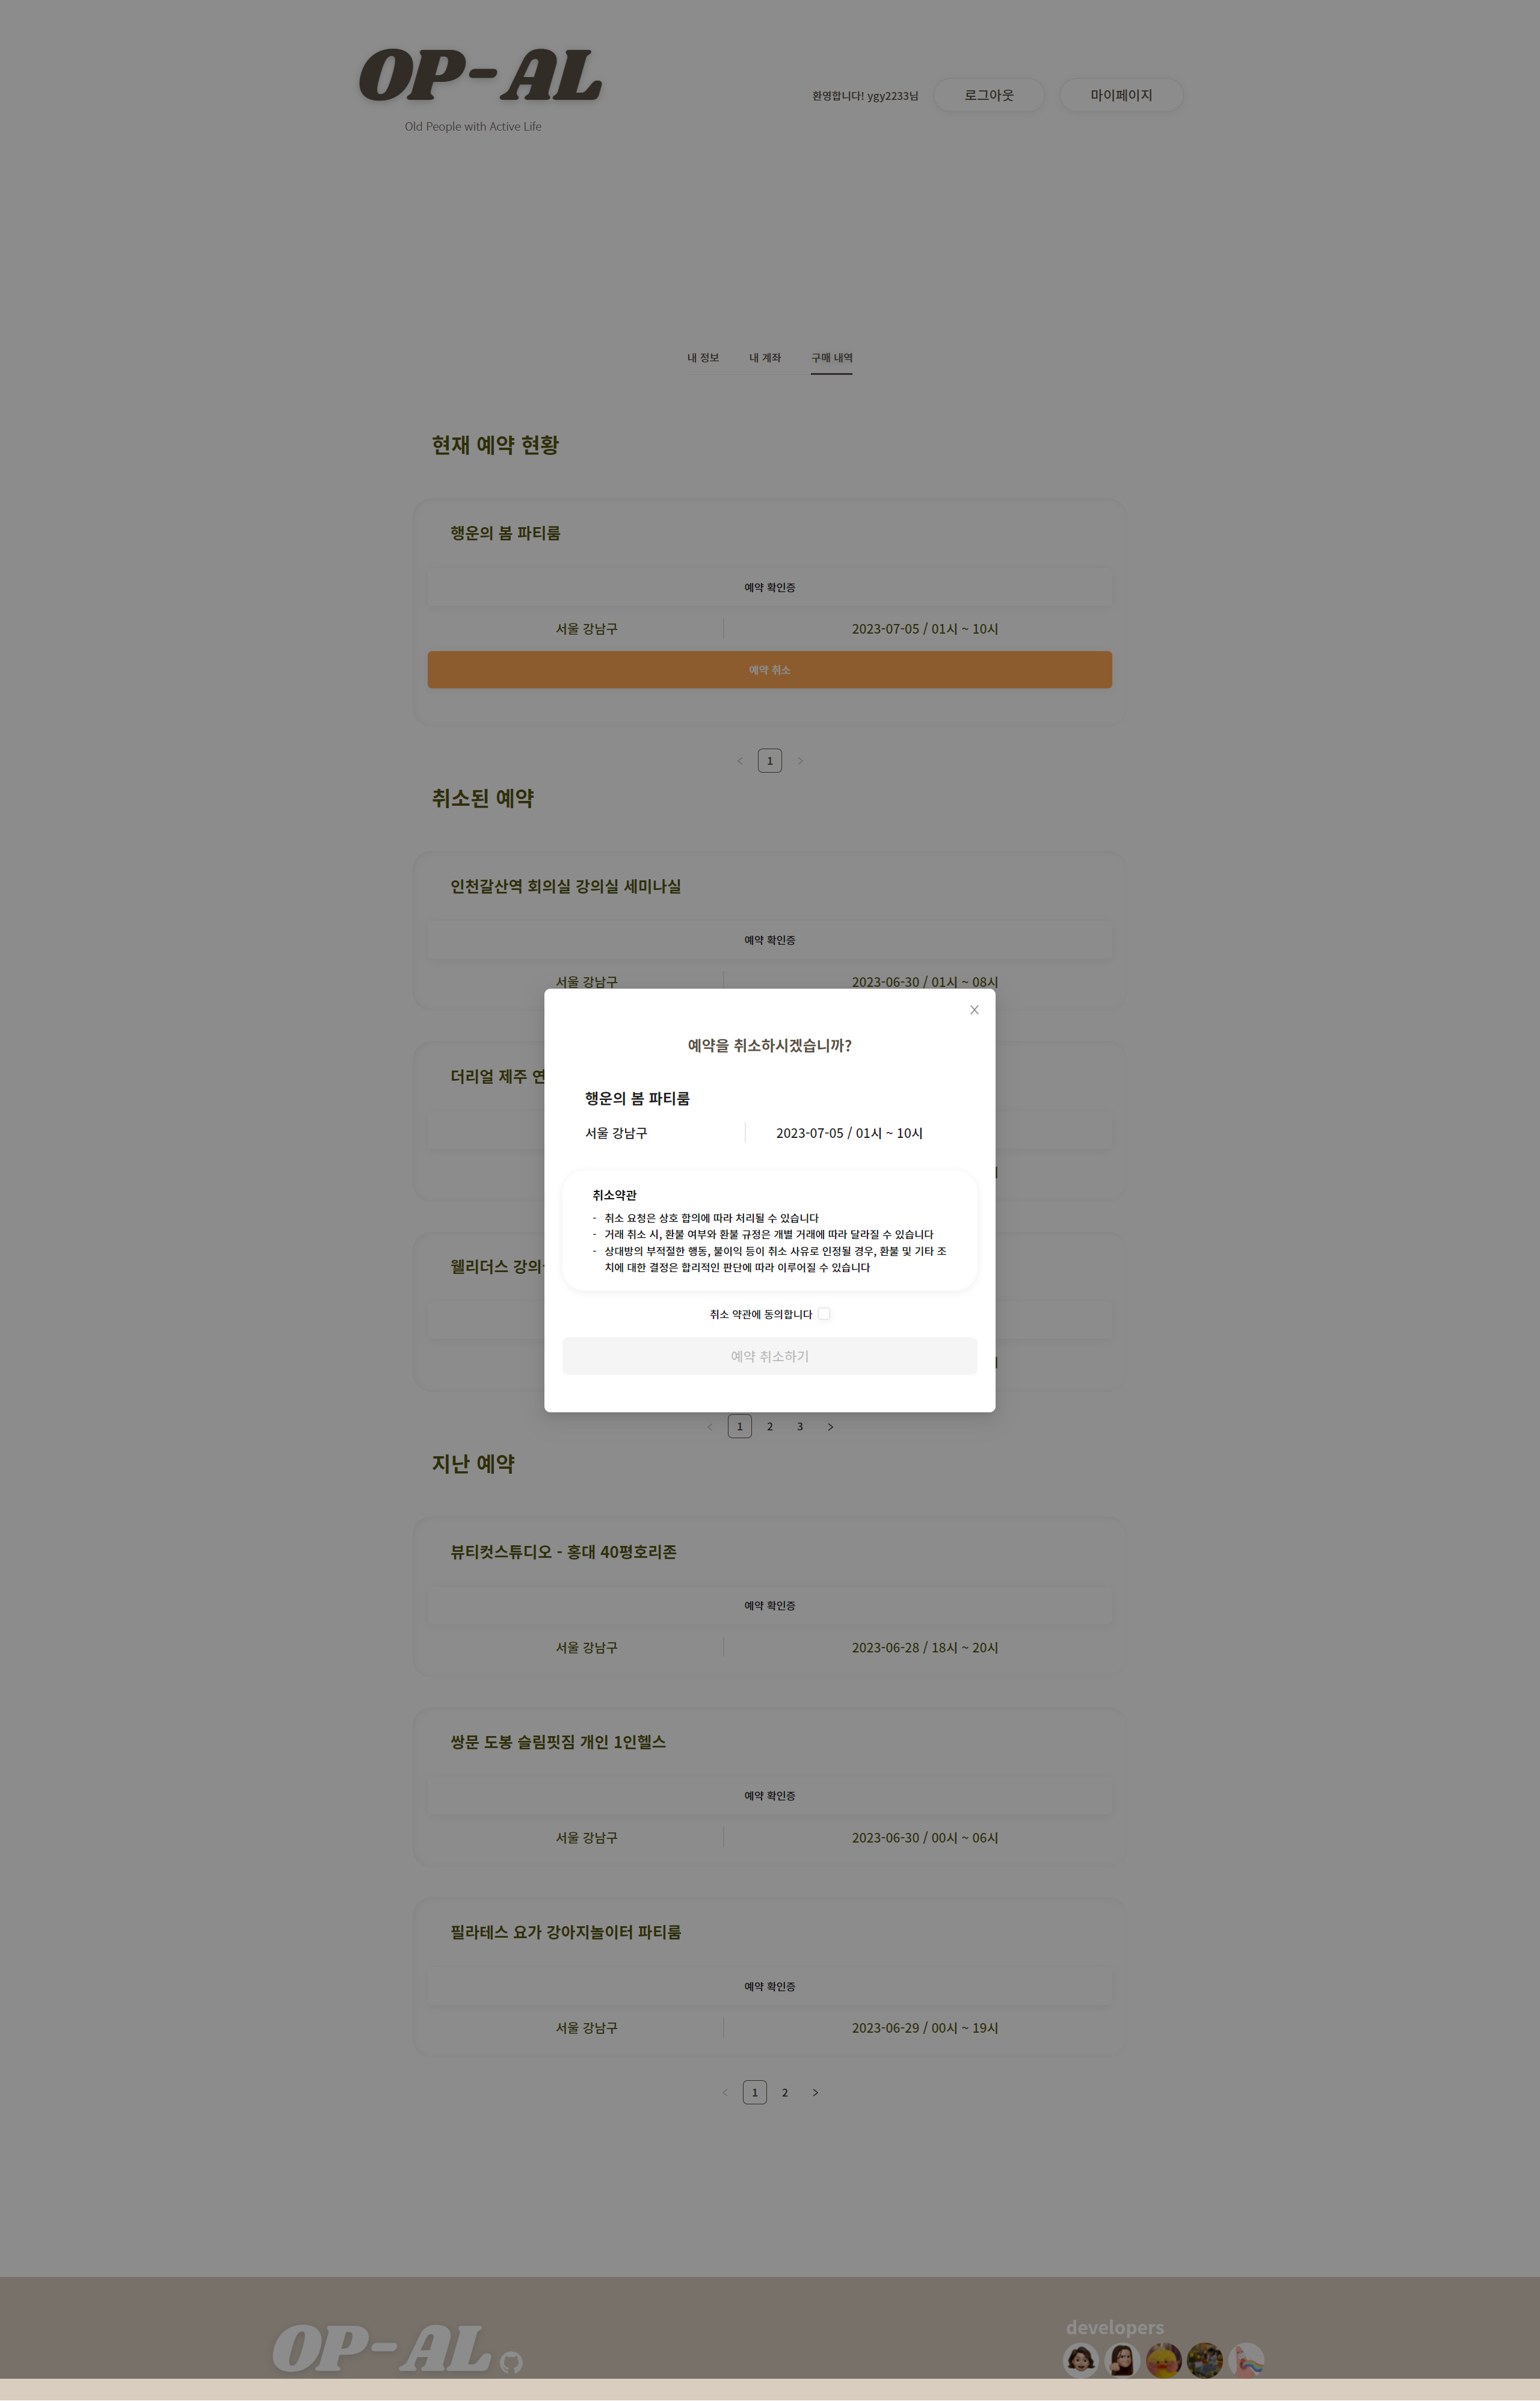 OP-AL
Old People with Active Life
환영합니다! ygy2233님
로그아웃
마이페이지
내 정보
내 계좌
구매 내역
현재 예약 현황
행운의 봄 파티룸
예약 확인증
서울 강남구
2023-07-05 / 01시 ~ 10시
예약 취소
1
취소된 예약
인천갈산역 회의실 강의실 세미나실
예약 확인증
서울 강남구
2023-06-30 / 01시 ~ 08시
더리얼 제주 연
웰리더스 강의
예약을 취소하시겠습니까?
행운의 봄 파티룸
서울 강남구
2023-07-05 / 01시 ~ 10시
취소약관
- 취소 요청은 상호 합의에 따라 처리될 수 있습니다
- 거래 취소 시, 환불 여부와 환불 규정은 개별 거래에 따라 달라질 수 있습니다
- 상대방의 부적절한 행동, 불이익 등이 취소 사유로 인정될 경우, 환불 및 기타 조
치에 대한 결정은 합리적인 판단에 따라 이루어질 수 있습니다
취소 약관에 동의합니다
예약 취소하기
1 2 3
지난 예약
뷰티컷스튜디오 - 홍대 40평호리존
예약 확인증
서울 강남구
2023-06-28 / 18시 ~ 20시
쌍문 도봉 슬림핏짐 개인 1인헬스
예약 확인증
서울 강남구
2023-06-30 / 00시 ~ 06시
필라테스 요가 강아지놀이터 파티룸
예약 확인증
서울 강남구
2023-06-29 / 00시 ~ 19시
1 2
OP-AL
developers